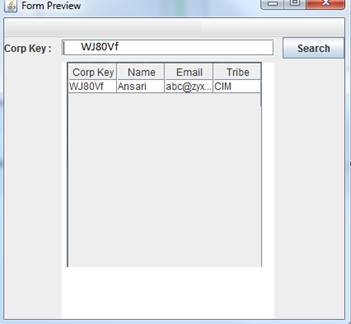 Form Preview
Corp Key : WJ80Vf Search
Corp Key Name Email Tribe
WJ80Vf Ansari abc@zyx... CIM